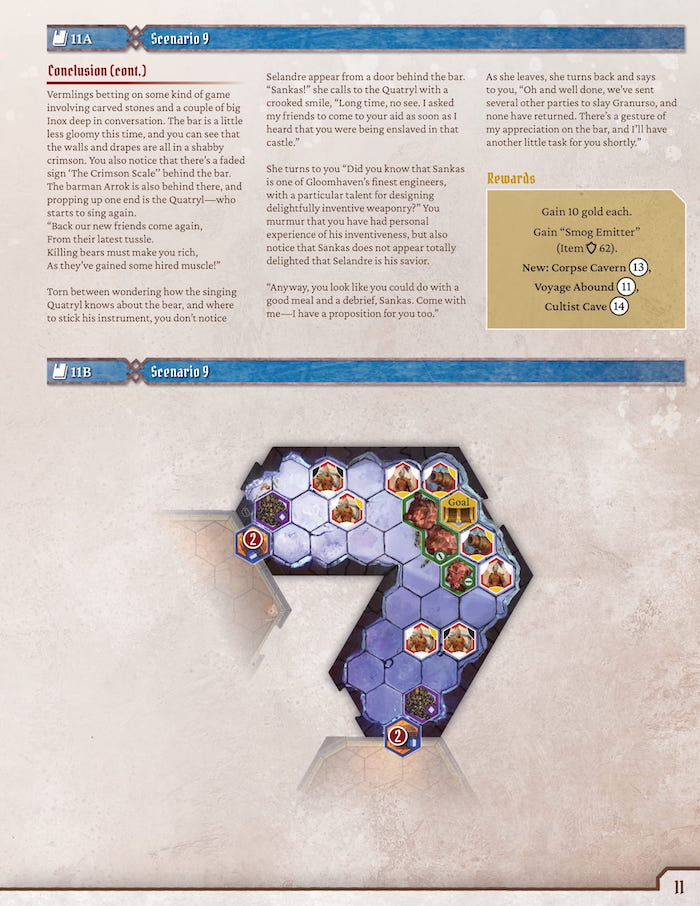 11A Scenario 9
Conclusion (cont.)
Vermlings betting on some kind of game
involving carved stones and a couple of big
Inox deep in conversation. The bar is a little
less gloomy this time, and you can see that
the walls and drapes are all in a shabby
crimson. You also notice that there's a faded
sign ‘The Crimson Scale” behind the bar.
The barman Arrok is also behind there, and
propping up one end is the Quatryl—who
starts to sing again.
“Back our new friends come again,
From their latest tussle.
Killing bears must make you rich,
As they've gained some hired muscle!”
Torn between wondering how the singing
Quatryl knows about the bear, and where
to stick his instrument, you don't notice
Selandre appear from a door behind the bar.
“Sankas!” she calls to the Quatryl with a
crooked smile, “Long time, no see. I asked
my friends to come to your aid as soon as I
heard that you were being enslaved in that
castle.”
She turns to you “Did you know that Sankas
is one of Gloomhaven's finest engineers,
with a particular talent for designing
delightfully inventive weaponry?” You
murmur that you have had personal
experience of his inventiveness, but also
notice that Sankas does not appear totally
delighted that Selandre is his savior.
“Anyway, you look like you could do with a
good meal and a debrief, Sankas. Come with
me—I have a proposition for you too.”
As she leaves, she turns back and says
to you, “Oh and well done, we've sent
several other parties to slay Granurso, and
none have returned. There's a gesture of
my appreciation on the bar, and I'll have
another little task for you shortly.”
Rewards
Gain 10 gold each.
Gain “Smog Emitter”
(Item 62).
New: Corpse Cavern 13,
Voyage Abound 11,
Cultist Cave 14
11B Scenario 9
Goal
2
2
11